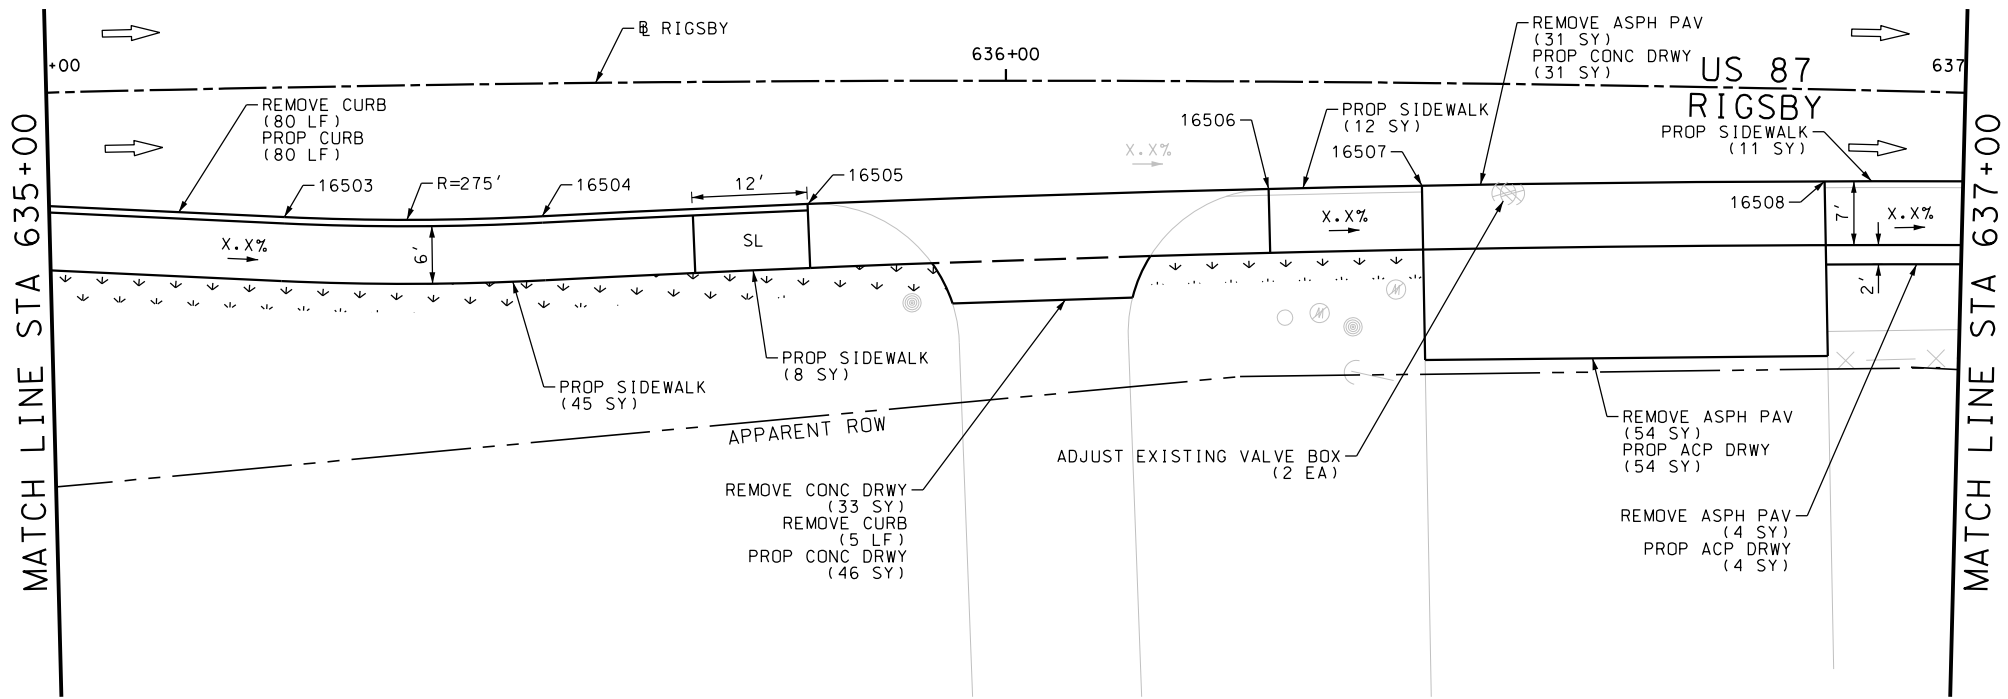 ℄ RIGSBY
636+00
+00
637
REMOVE ASPH PAV
(31 SY)
PROP CONC DRWY
(31 SY)
US 87
RIGSBY
REMOVE CURB
(80 LF)
PROP CURB
(80 LF)
16506
PROP SIDEWALK
(12 SY)
PROP SIDEWALK
(11 SY)
X.X%
16507
16503
R=275'
16504
12'
16505
16508
MATCH LINE STA 635+00
X.X%
6'
SL
X.X%
7'
X.X%
2'
MATCH LINE STA 637+00
PROP SIDEWALK
(8 SY)
PROP SIDEWALK
(45 SY)
APPARENT ROW
REMOVE ASPH PAV
(54 SY)
PROP ACP DRWY
(54 SY)
ADJUST EXISTING VALVE BOX
(2 EA)
REMOVE CONC DRWY
(33 SY)
REMOVE CURB
(5 LF)
PROP CONC DRWY
(46 SY)
REMOVE ASPH PAV
(4 SY)
PROP ACP DRWY
(4 SY)